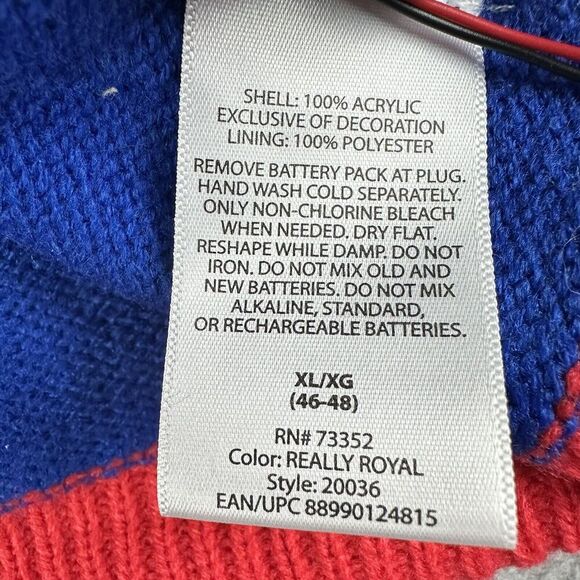 SHELL: 100% ACRYLIC
EXCLUSIVE OF DECORATION
LINING: 100% POLYESTER
REMOVE BATTERY PACK AT PLUG.
HAND WASH COLD SEPARATELY.
ONLY NON-CHLORINE BLEACH
WHEN NEEDED. DRY FLAT.
RESHAPE WHILE DAMP. DO NOT
IRON. DO NOT MIX OLD AND
NEW BATTERIES. DO NOT MIX
ALKALINE, STANDARD,
OR RECHARGEABLE BATTERIES.
XL/XG
(46-48)
RN# 73352
Color: REALLY ROYAL
Style: 20036
EAN/UPC 88990124815